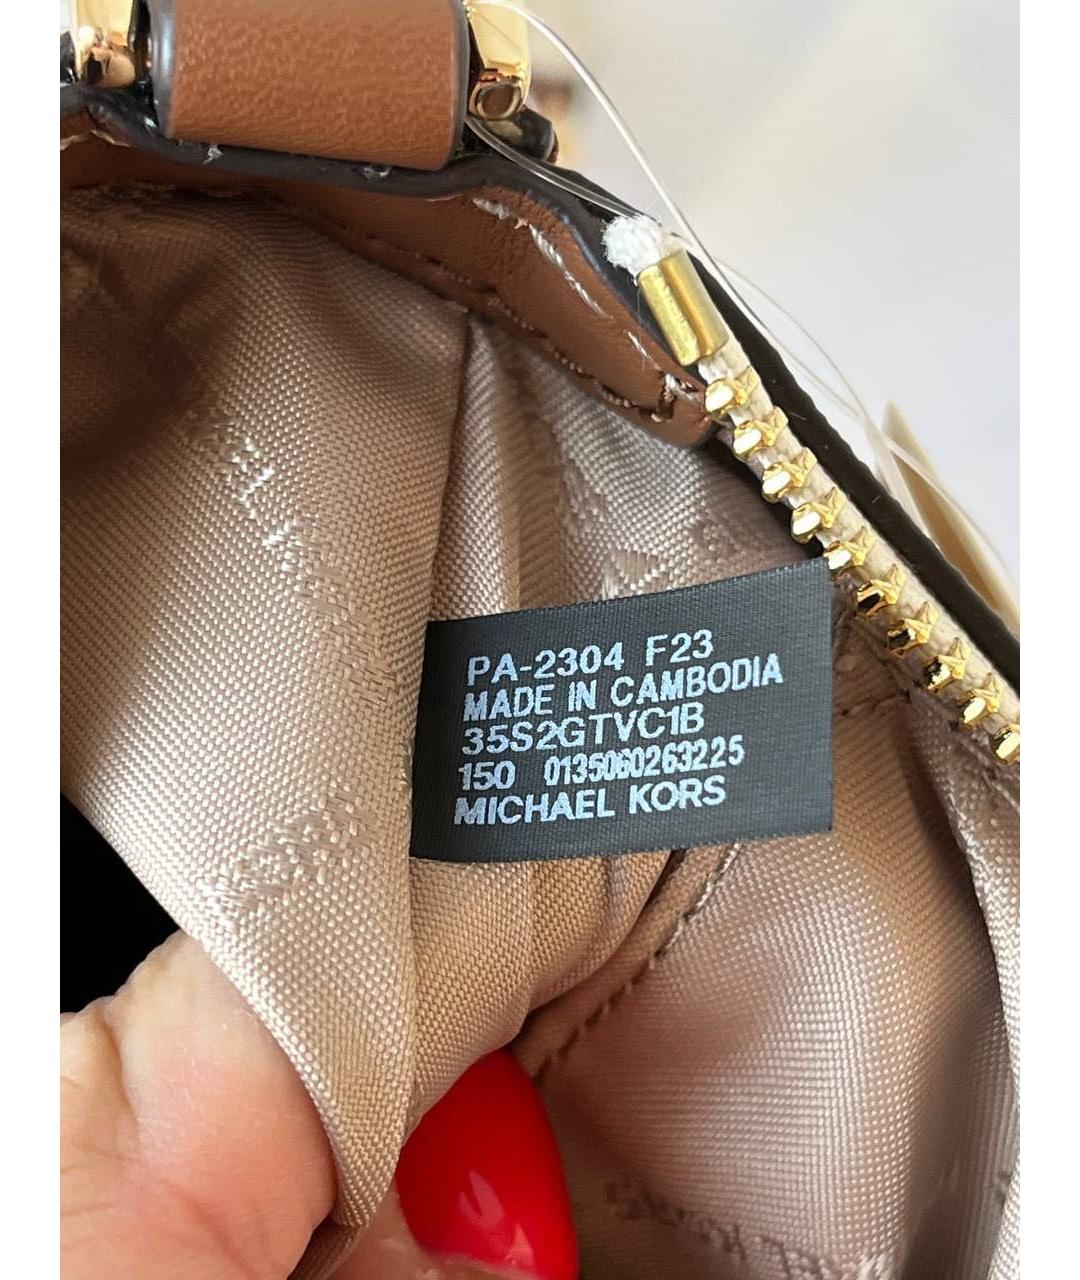 PA-2304 F23
MADE IN CAMBODIA
35S2GTVC1B
150 0135060263225
MICHAEL KORS